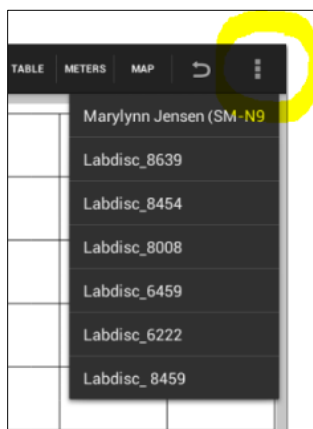 TABLE METERS MAP
Marylynn Jensen (SM-N9
Labdisc_8639
Labdisc_8454
Labdisc_8008
Labdisc_6459
Labdisc_6222
Labdisc_ 8459